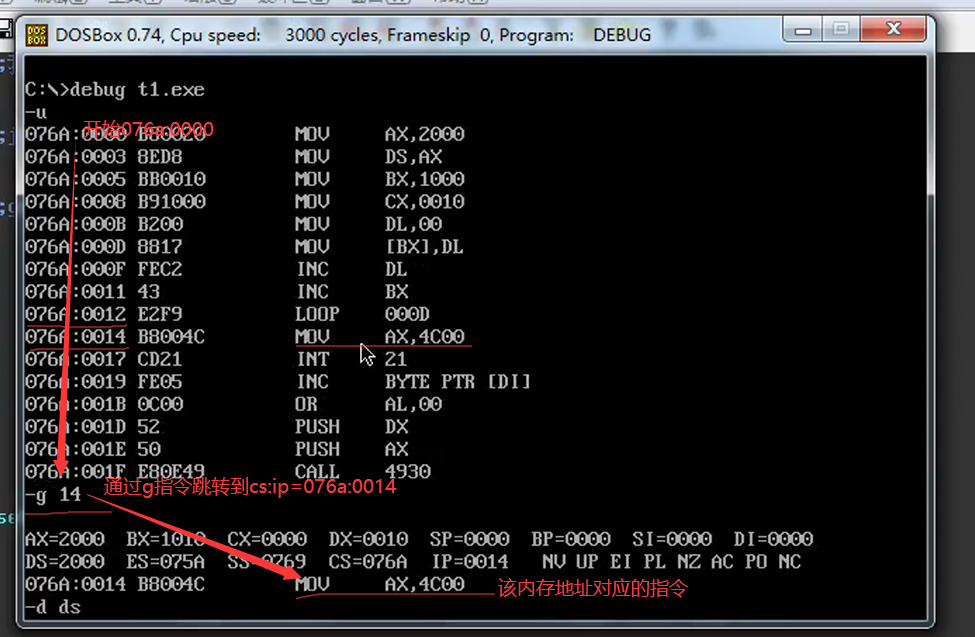 DOSBox 0.74, Cpu speed: 3000 cycles, Frameskip 0, Program: DEBUG
C:\>debug t1.exe
-u
开始076a:0000
076A:0000 B80020 MOV AX,2000
076A:0003 8ED8 MOV DS,AX
076A:0005 BB0010 MOV BX,1000
076A:0008 B91000 MOV CX,0010
076A:000B B200 MOV DL,00
076A:000D 8817 MOV [BX],DL
076A:000F FEC2 INC DL
076A:0011 43 INC BX
076A:0012 E2F9 LOOP 000D
076A:0014 B8004C MOV AX,4C00
076A:0017 CD21 INT 21
076A:0019 FE05 INC BYTE PTR [DI]
076A:001B 0C00 OR AL,00
076A:001D 52 PUSH DX
076A:001E 50 PUSH AX
076A:001F E80E49 CALL 4930
-g 14 通过g指令跳转到cs:ip=076a:0014
AX=2000 BX=1010 CX=0000 DX=0010 SP=0000 BP=0000 SI=0000 DI=0000
DS=2000 ES=075A SS=0769 CS=076A IP=0014 NV UP EI PL NZ AC PO NC
076A:0014 B8004C MOV AX,4C00 该内存地址对应的指令
-d ds